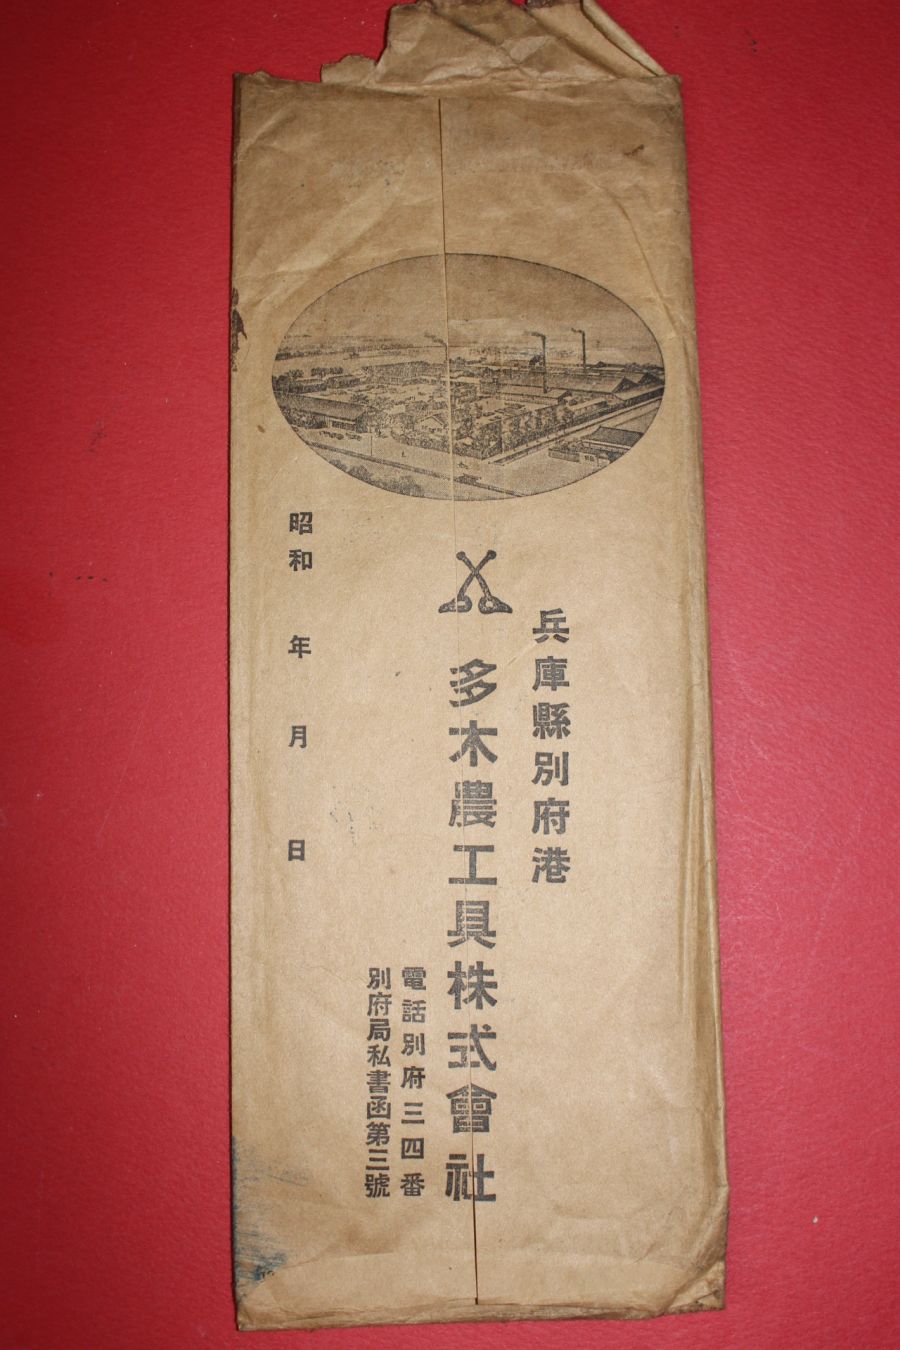 兵庫縣別府港
多木農工具株式會社
電話別府三四番
別府局私書函第三號
昭和 年 月 日